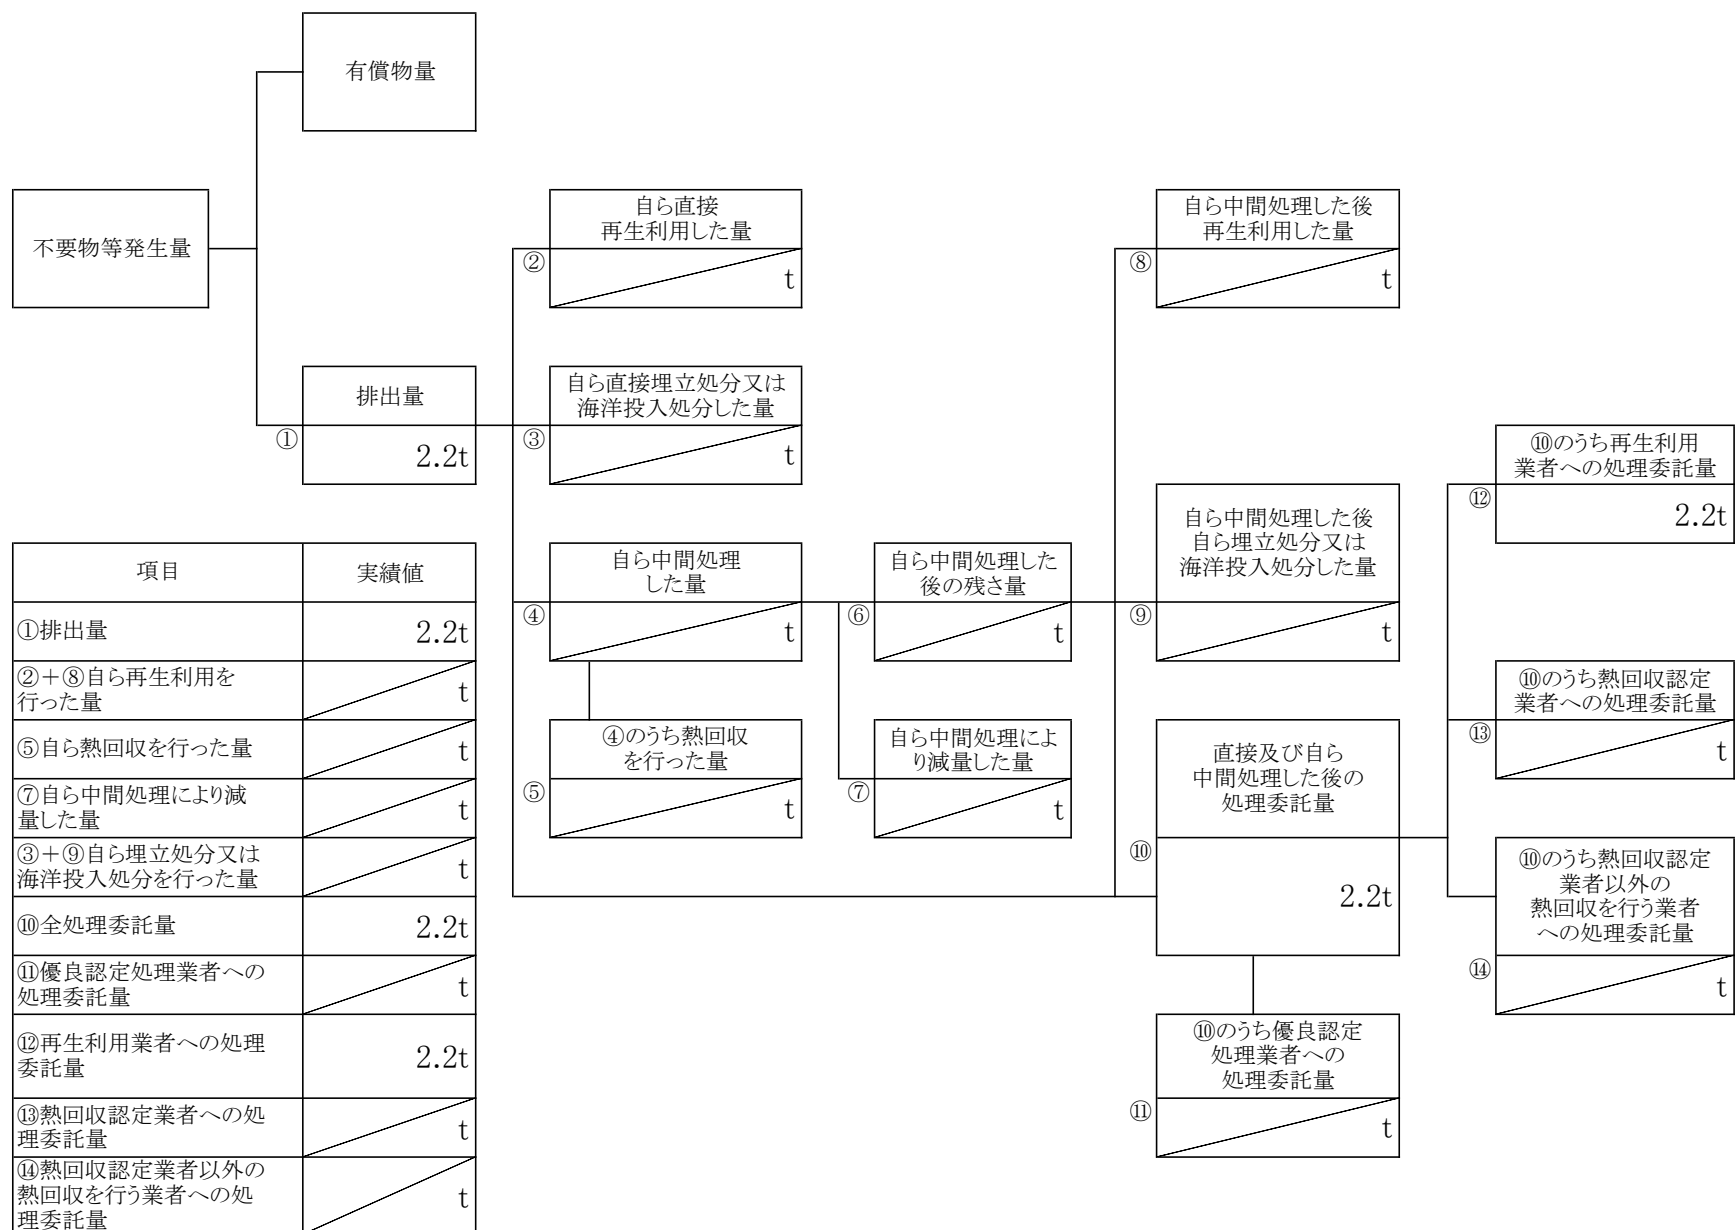 有償物量
不要物等発生量
自ら直接
再生利用した量
②
t
自ら中間処理した後
再生利用した量
⑧
t
排出量
①
2.2t
自ら直接埋立処分又は
海洋投入処分した量
③
t
⑩のうち再生利用
業者への処理委託量
⑫
2.2t
自ら中間処理
した量
④
t
自ら中間処理した
後の残さ量
⑥
t
自ら中間処理した後
自ら埋立処分又は
海洋投入処分した量
⑨
t
④のうち熱回収
を行った量
⑤
t
自ら中間処理によ
り減量した量
⑦
t
直接及び自ら
中間処理した後の
処理委託量
⑩
2.2t
⑩のうち熱回収認定
業者への処理委託量
⑬
t
⑩のうち熱回収認定
業者以外の
熱回収を行う業者
への処理委託量
⑭
t
⑩のうち優良認定
処理業者への
処理委託量
⑪
t
項目 実績値
①排出量 2.2t
②+⑧自ら再生利用を
行った量
t
⑤自ら熱回収を行った量 t
⑦自ら中間処理により減
量した量
t
③+⑨自ら埋立処分又は
海洋投入処分を行った量
t
⑩全処理委託量 2.2t
⑪優良認定処理業者への
処理委託量
t
⑫再生利用業者への処理
委託量
2.2t
⑬熱回収認定業者への処
理委託量
t
⑭熱回収認定業者以外の
熱回収を行う業者への処
理委託量
t